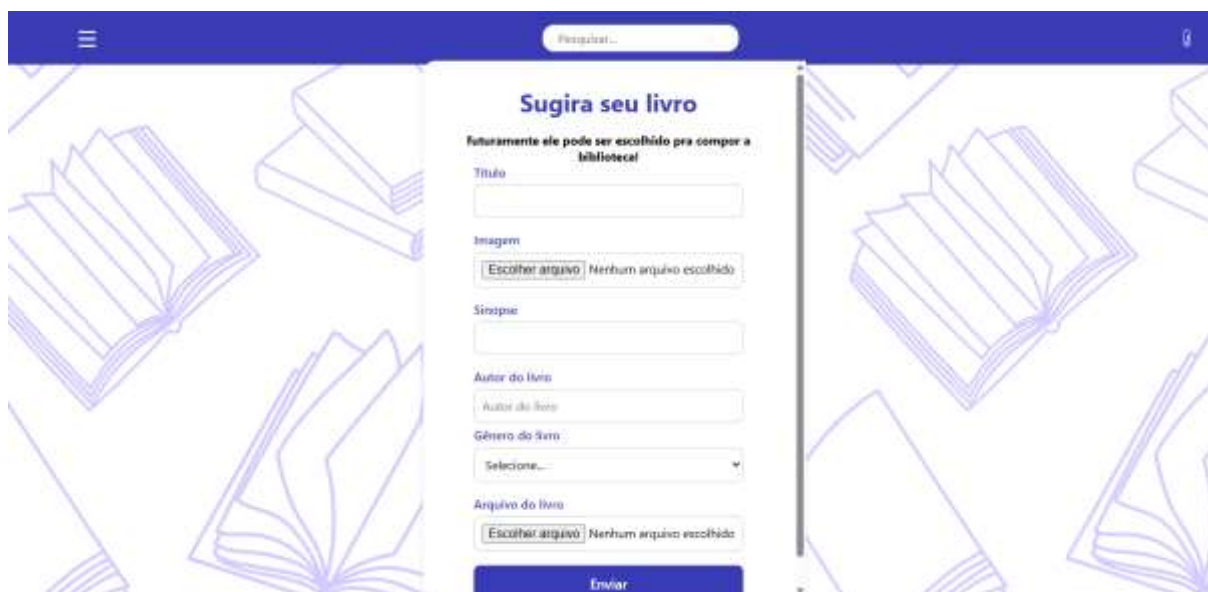 Pesquisar...
Sugira seu livro
Futuramente ele pode ser escolhido pra compor a
biblioteca!
Título
Imagem
Escolher arquivo Nenhum arquivo escolhido
Sinopse
Autor do livro
Autor do livro
Gênero do livro
Selecione...
Arquivo do livro
Escolher arquivo Nenhum arquivo escolhido
Enviar